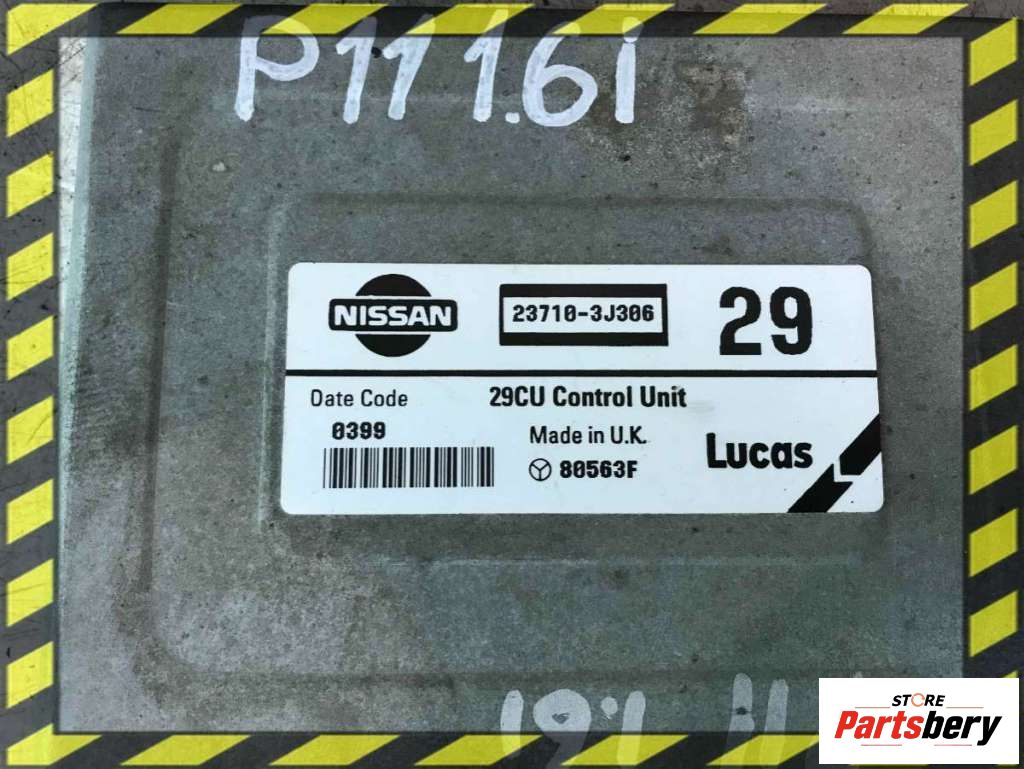 P11 1.6i
NISSAN
23710-3J306
29
Date Code
29CU Control Unit
0399
Made in U.K.
80563F
Lucas
STORE
Partsbery